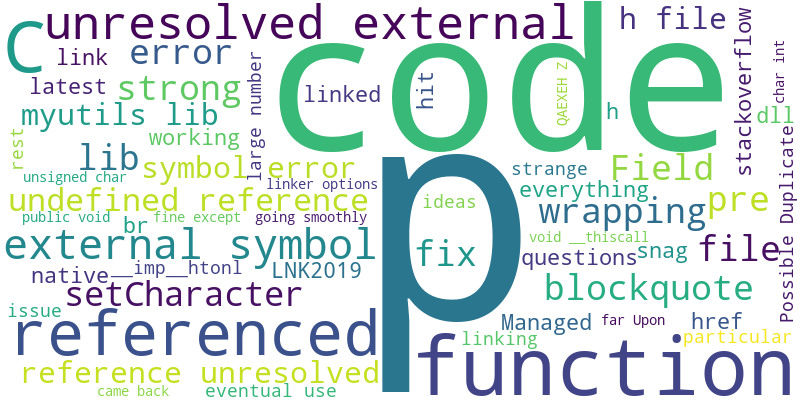 unresolved external
h file
C
code
link
error
latest
strong
large number
linked
hit
QAEXEH Z
h
stackoverflow
char int
dll
myutils lib
working
rest
lib
symbol error
unsigned char
linker options
strange
Field
undefined reference
ideas
everything
pre
Possible Duplicate
public void
fine except
going smoothly
br
wrapping
p
external symbol
fix
void __thiscall
questions
snag
file
native
__imp__htonl
LNK2019
setCharacter
blockquote
issue
referenced
Managed
far Upon
href
linking
particular
function
reference unresolved
came back
eventual use